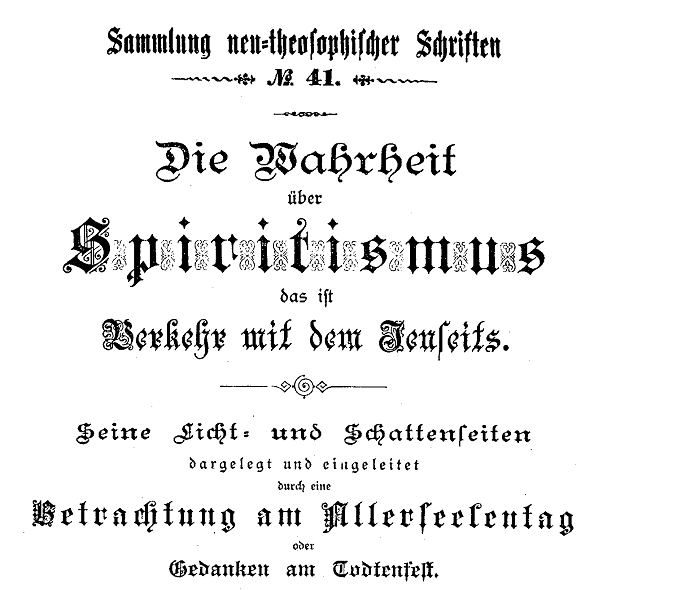 Sammlung neu-theosophischer Schriften
No. 41.
Die Wahrheit
über
Spiritismus
das ist
Verkehr mit dem Jenseits.
Seine Licht- und Schattenseiten
dargelegt und eingeleitet
durch eine
Betrachtung am Allerseelentag
oder
Gedanken am Todtenfest.